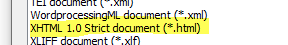 TEI document (*.xml)
WordprocessingML document (*.xml)
XHTML 1.0 Strict document (*.html)
XLIFF document (*.xlf)